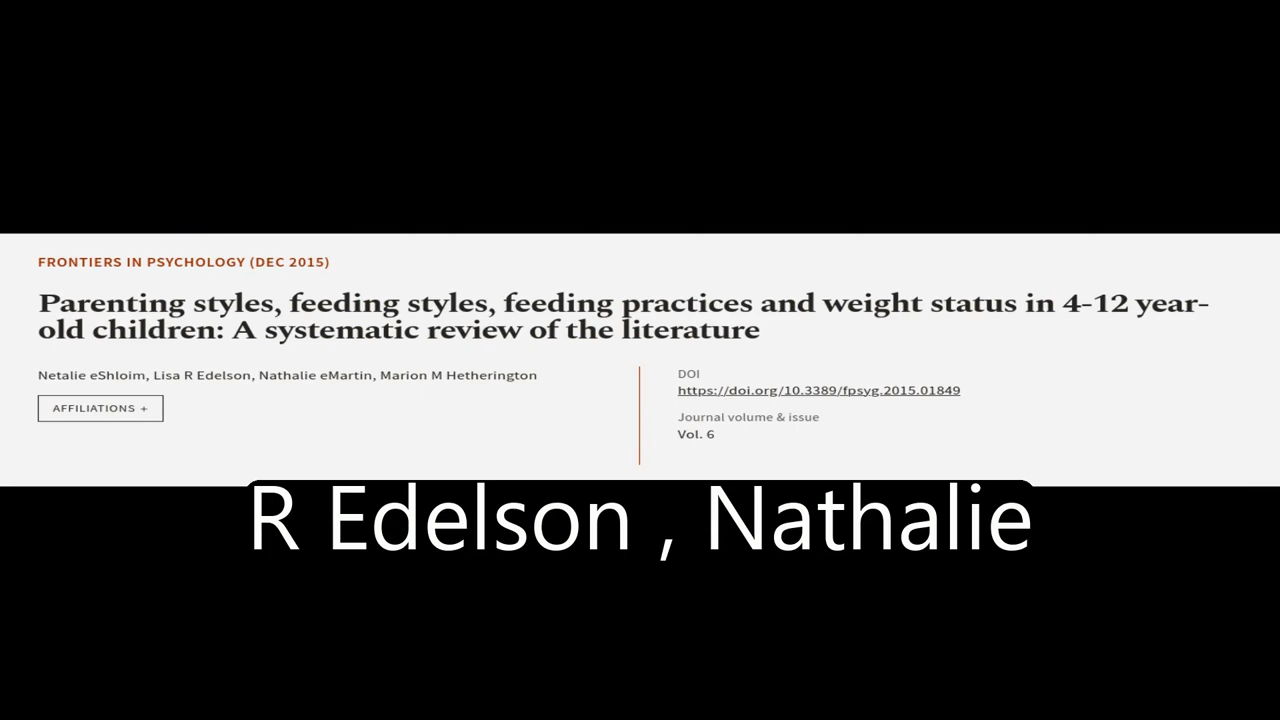 FRONTIERS IN PSYCHOLOGY (DEC 2015)
Parenting styles, feeding styles, feeding practices and weight status in 4-12 year-
old children: A systematic review of the literature
Netalie eShloim, Lisa R Edelson, Nathalie eMartin, Marion M Hetherington
AFFILIATIONS +
DOI
https://doi.org/10.3389/fpsyg.2015.01849
Journal volume & issue
Vol. 6
R Edelson , Nathalie